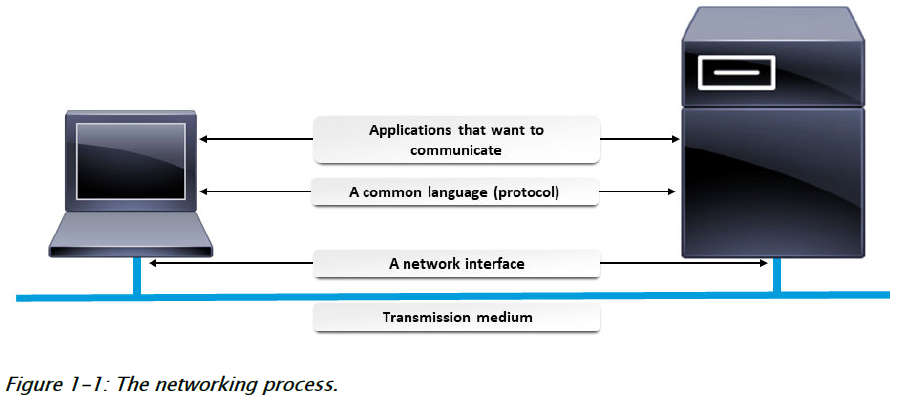 Applications that want to
communicate
A common language (protocol)
A network interface
Transmission medium
Figure 1-1: The networking process.